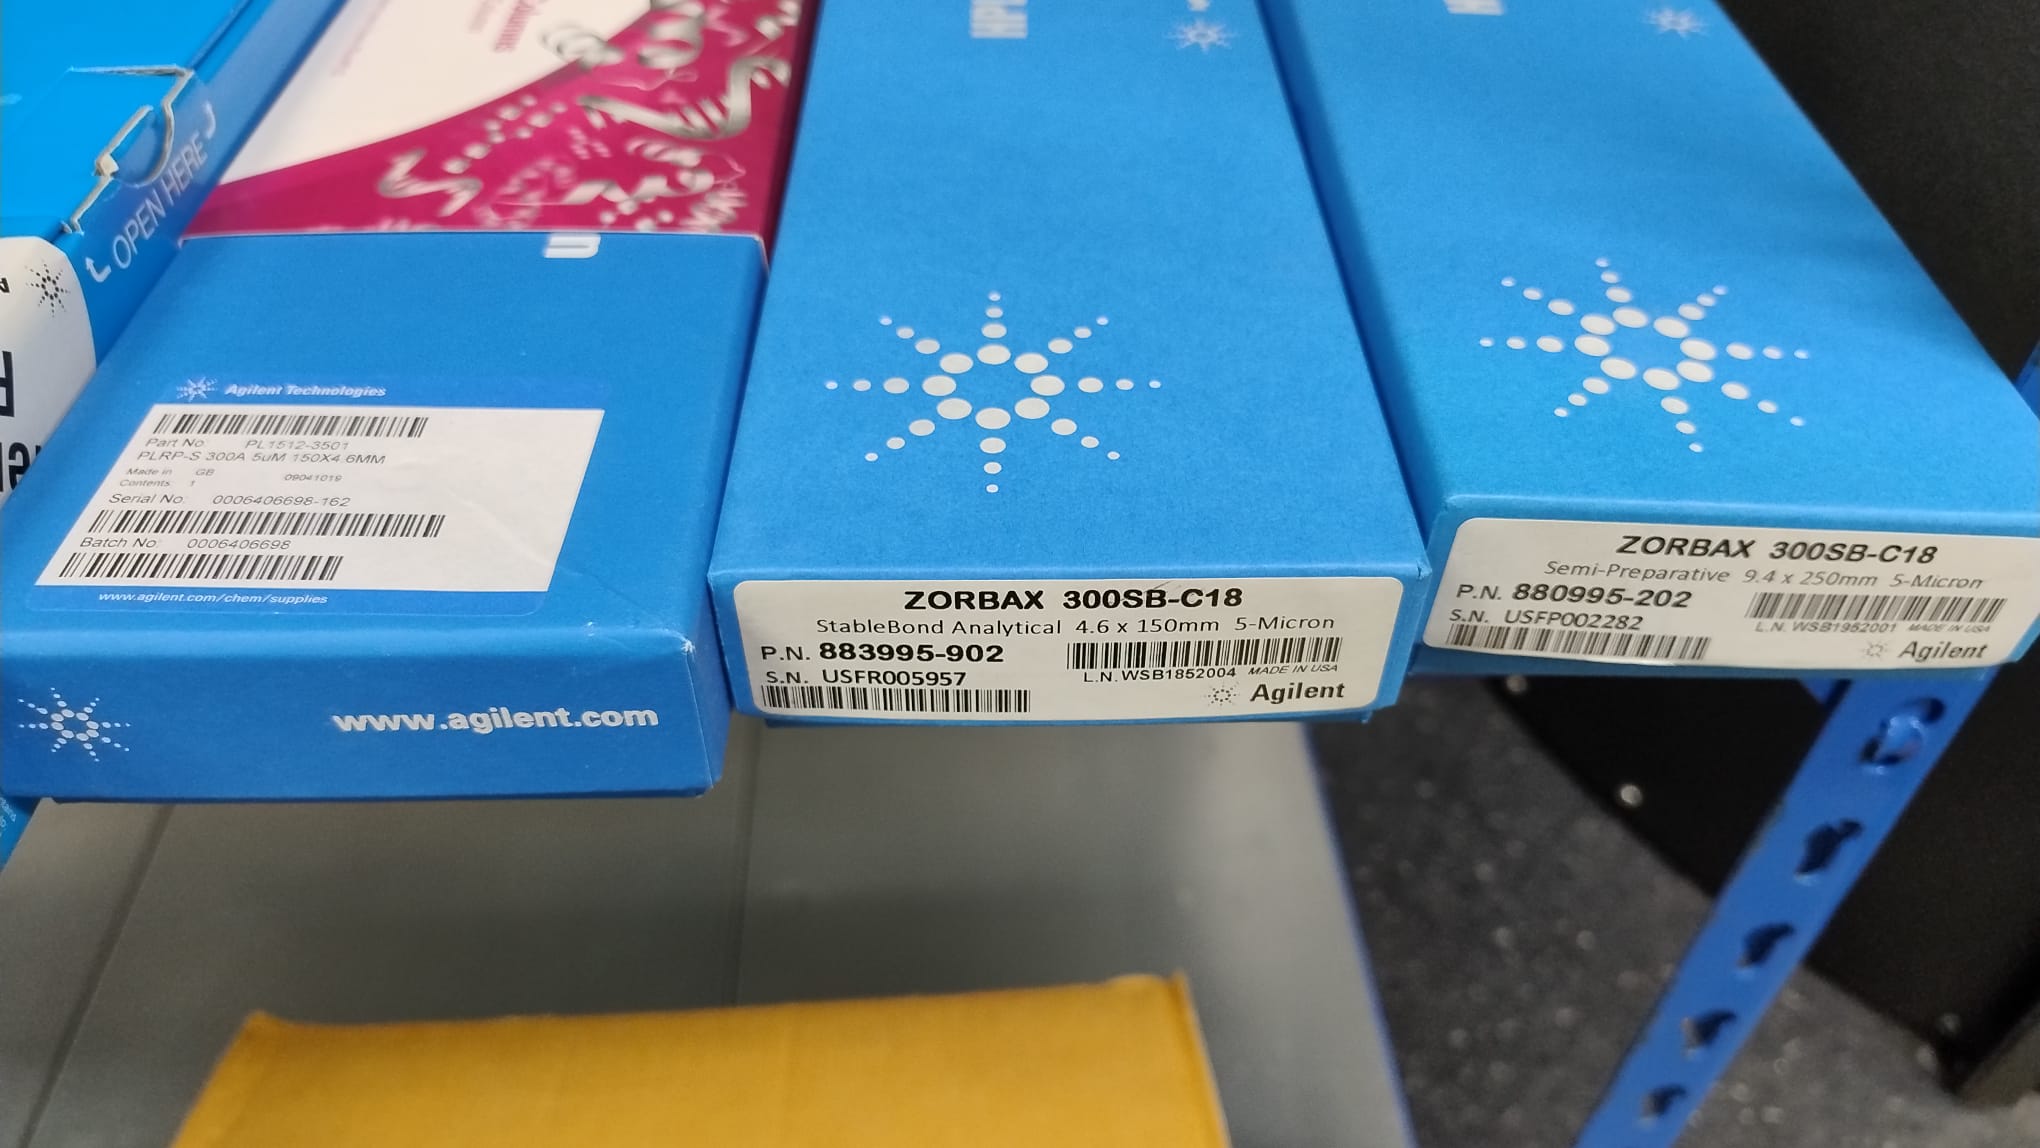 OPEN HERE
Agilent Technologies
Part No: PL1512-3501
PLRP-S 300A 5uM 150X4.6MM
Made in GB 09041019
Contents: 1
Serial No: 0006406698-162
Batch No: 0006406698
www.agilent.com/chem/supplies
www.agilent.com
ZORBAX 300SB-C18
StableBond Analytical 4.6 x 150mm 5-Micron
P.N. 883995-902
S.N. USFR005957
L.N. WSB1852004 MADE IN USA
Agilent
ZORBAX 300SB-C18
Semi-Preparative 9.4 x 250mm 5-Micron
P.N. 880995-202
S.N. USFP002282
L.N. WSB1952001 MADE IN USA
Agilent